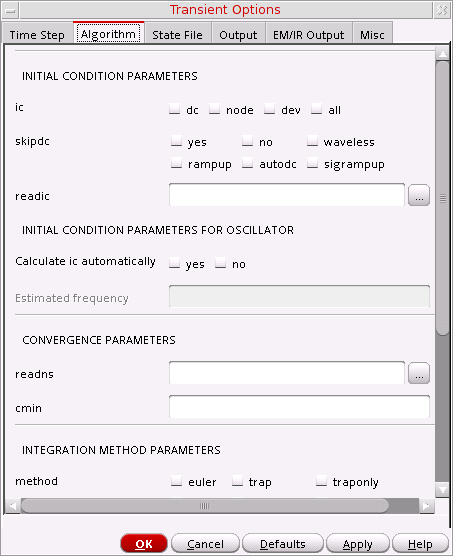 Transient Options
Time Step Algorithm State File Output EM/IR Output Misc
INITIAL CONDITION PARAMETERS
ic dc node dev all
skipdc yes no waveless
rampup autodc sigrampup
readic ...
INITIAL CONDITION PARAMETERS FOR OSCILLATOR
Calculate ic automatically yes no
Estimated frequency
CONVERGENCE PARAMETERS
readns ...
cmin
INTEGRATION METHOD PARAMETERS
method euler trap traponly
OK Cancel Defaults Apply Help